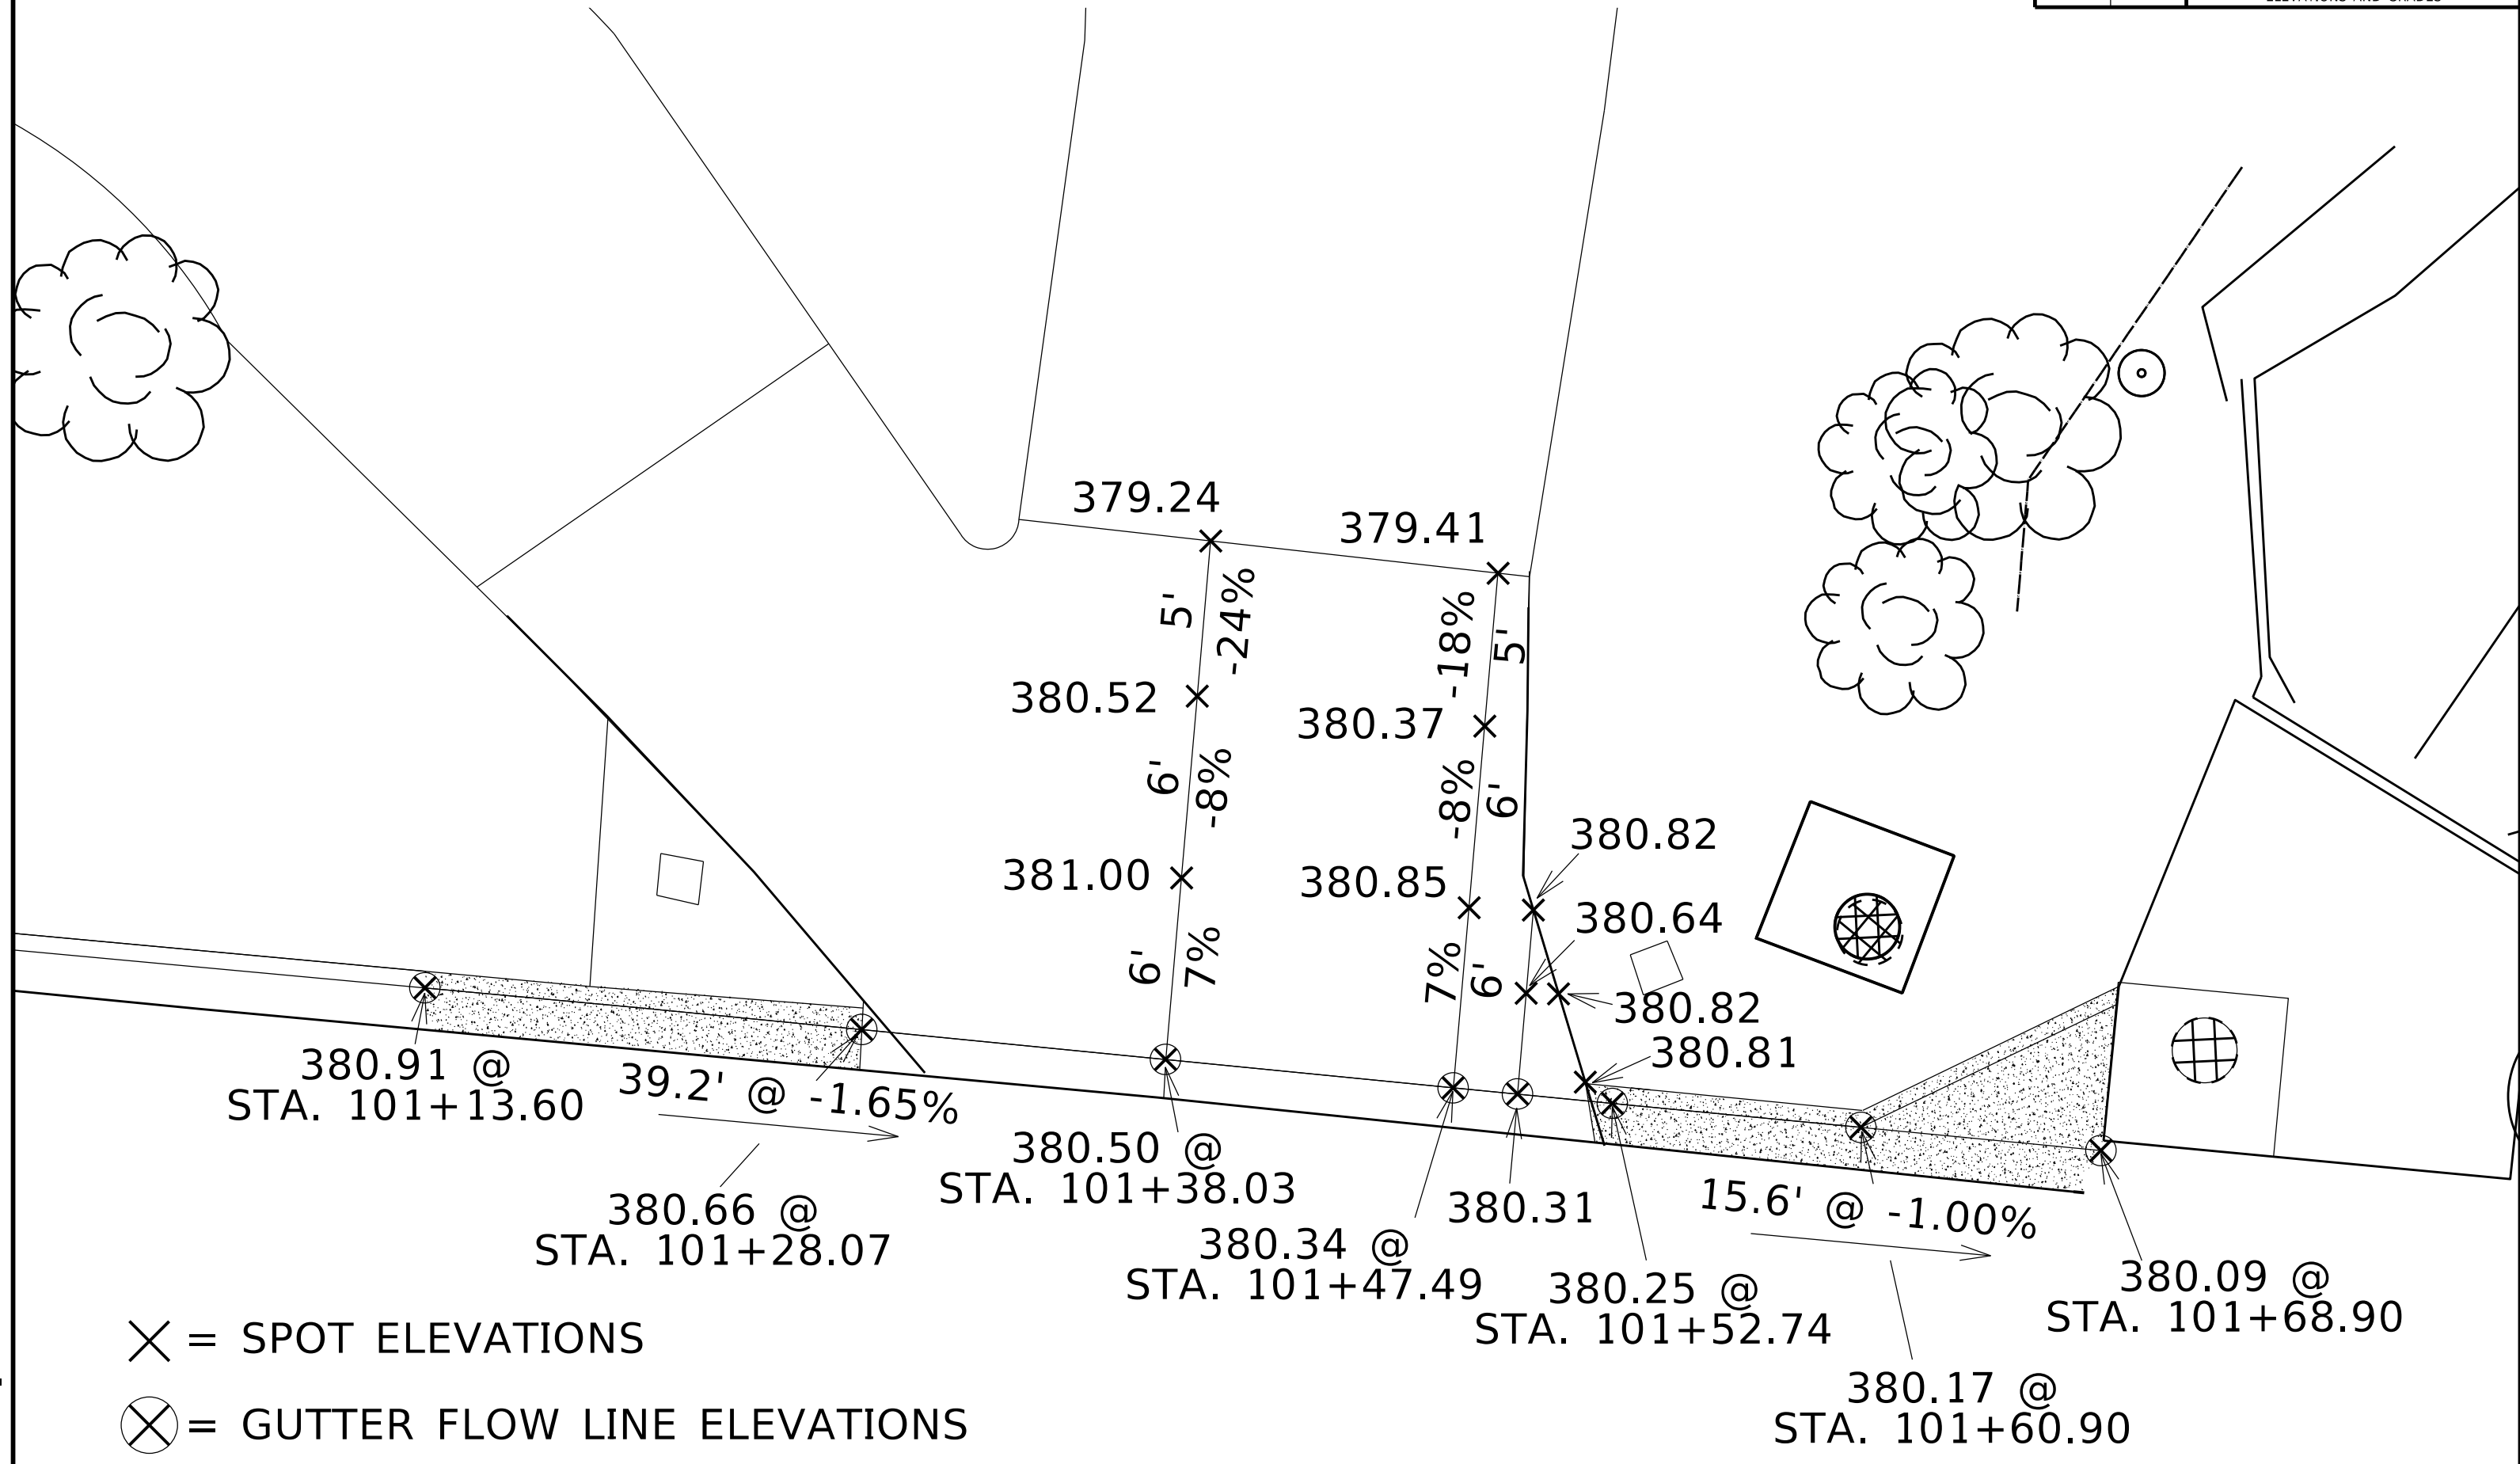 379.24
379.41
5'
-24%
-18%
5'
380.52
380.37
6'
-8%
-8%
6'
380.82
381.00
380.85
380.64
6'
7%
7%
6'
380.82
380.81
380.91 @
STA. 101+13.60
39.2' @ -1.65%
380.50 @
STA. 101+38.03
380.66 @
STA. 101+28.07
380.31
15.6' @ -1.00%
380.34 @
STA. 101+47.49
380.25 @
STA. 101+52.74
380.09 @
STA. 101+68.90
380.17 @
STA. 101+60.90
= SPOT ELEVATIONS
= GUTTER FLOW LINE ELEVATIONS